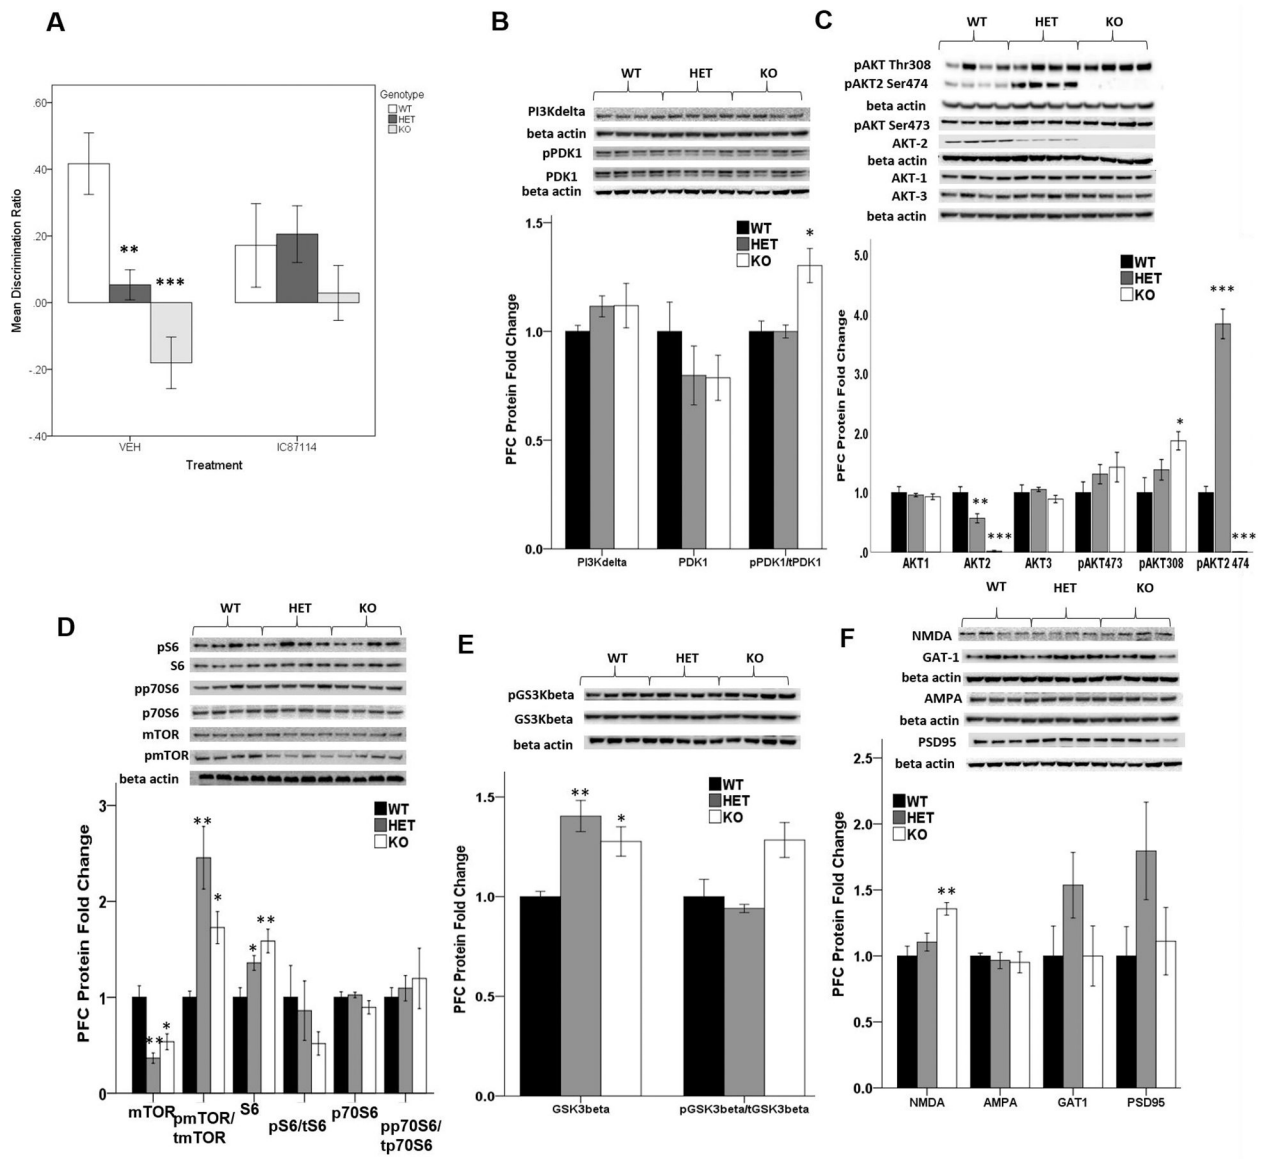 A
Genotype
WT
HET
KO
.60
.40
.20
.00
-.20
-.40
Mean Discrimination Ratio
**
***
VEH
IC87114
Treatment
B
WT HET KO
PI3Kdelta
beta actin
pPDK1
PDK1
beta actin
1.5
1.0
0.5
0.0
PFC Protein Fold Change
WT
HET
KO
*
PI3Kdelta PDK1 pPDK1/tPDK1
C
WT HET KO
pAKT Thr308
pAKT2 Ser474
beta actin
pAKT Ser473
AKT-2
beta actin
AKT-1
AKT-3
beta actin
5.0
4.0
3.0
2.0
1.0
.0
PFC Protein Fold Change
WT
HET
KO
**
***
*
***
***
AKT1 AKT2 AKT3 pAKT473 pAKT308 pAKT2 474
D
WT HET KO
pS6
S6
pp70S6
p70S6
mTOR
pmTOR
beta actin
3
2
1
0
PFC Protein Fold Change
WT
HET
KO
**
*
**
*
*
**
mTOR pmTOR/ S6 pS6/tS6 p70S6 pp70S6/
tmTOR tp70S6
E
WT HET KO
pGS3Kbeta
GS3Kbeta
beta actin
1.5
1.0
0.5
0.0
PFC Protein Fold Change
WT
HET
KO
**
*
GSK3beta pGSK3beta/tGSK3beta
F
WT HET KO
NMDA
GAT-1
beta actin
AMPA
beta actin
PSD95
beta actin
2.5
2.0
1.5
1.0
0.5
0.0
PFC Protein Fold Change
WT
HET
KO
**
NMDA AMPA GAT1 PSD95